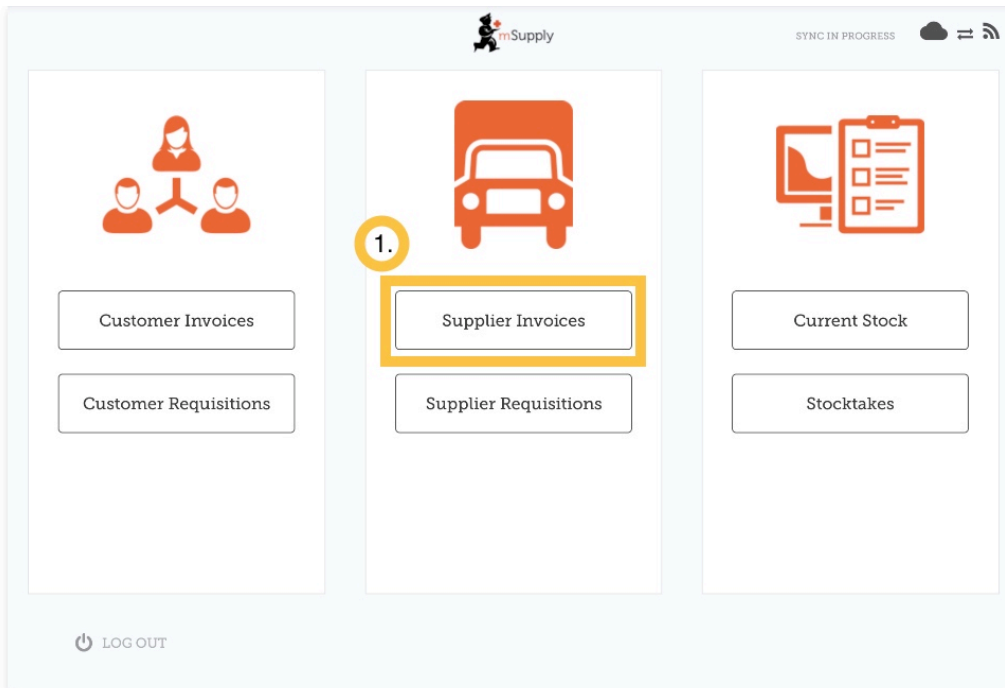 mSupply
SYNC IN PROGRESS
1.
Customer Invoices
Supplier Invoices
Current Stock
Customer Requisitions
Supplier Requisitions
Stocktakes
LOG OUT